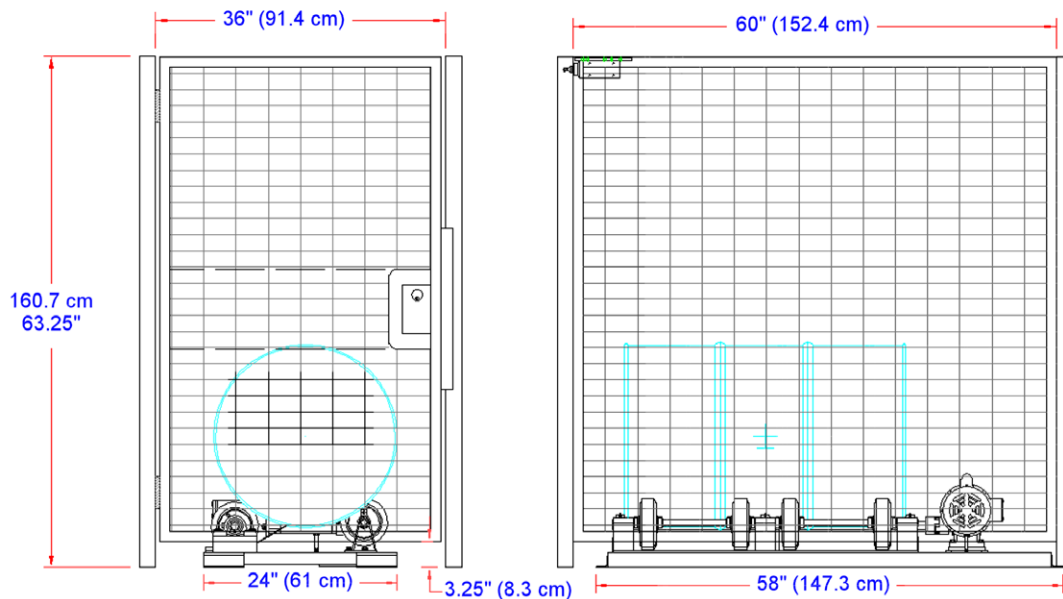 36" (91.4 cm)
60" (152.4 cm)
160.7 cm
63.25"
24" (61 cm)
3.25" (8.3 cm)
58" (147.3 cm)